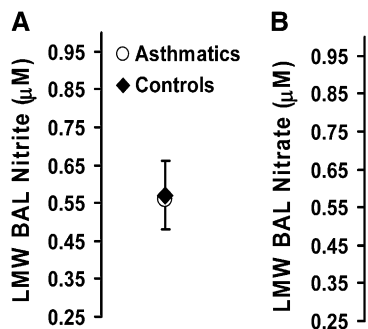 A
LMW BAL Nitrite (μM)
0.95
0.85
0.75
0.65
0.55
0.45
0.35
0.25
Asthmatics
Controls
B
LMW BAL Nitrate (μM)
0.95
0.85
0.75
0.65
0.55
0.45
0.35
0.25